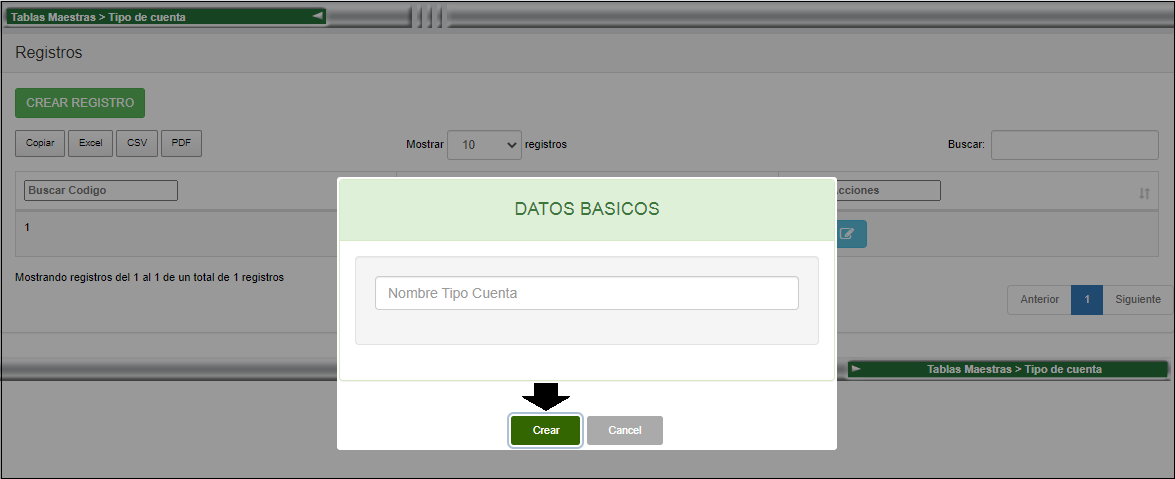 Tablas Maestras > Tipo de cuenta
Registros
CREAR REGISTRO
Copiar Excel CSV PDF Mostrar 10 registros Buscar:
Buscar Codigo cciones
1
Mostrando registros del 1 al 1 de un total de 1 registros
Anterior 1 Siguiente
DATOS BASICOS
Nombre Tipo Cuenta
Crear Cancel
Tablas Maestras > Tipo de cuenta